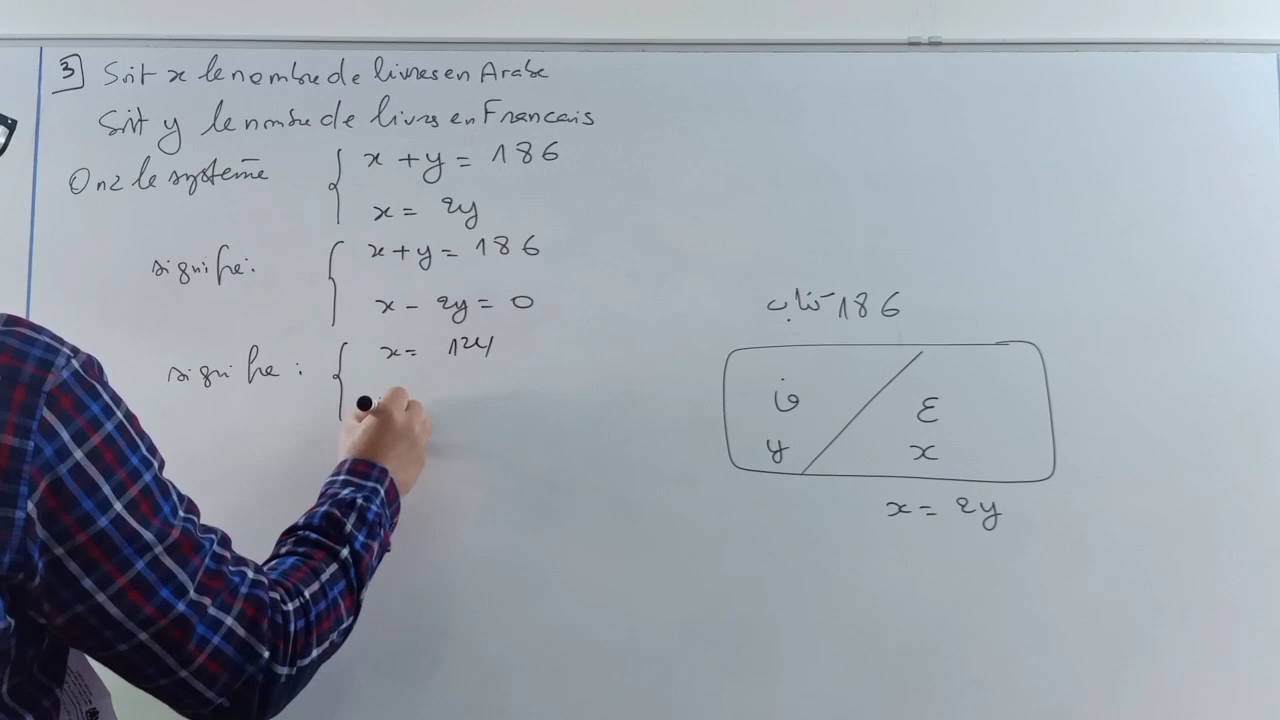 3 Soit x le nombre de livres en Arabe
Soit y le nombre de livres en Francais
On a le système { x + y = 186
x = 2y
signifie : { x + y = 186
x - 2y = 0
signifie : { x = 124
186 كتاب
ف ع
y x
x = 2y